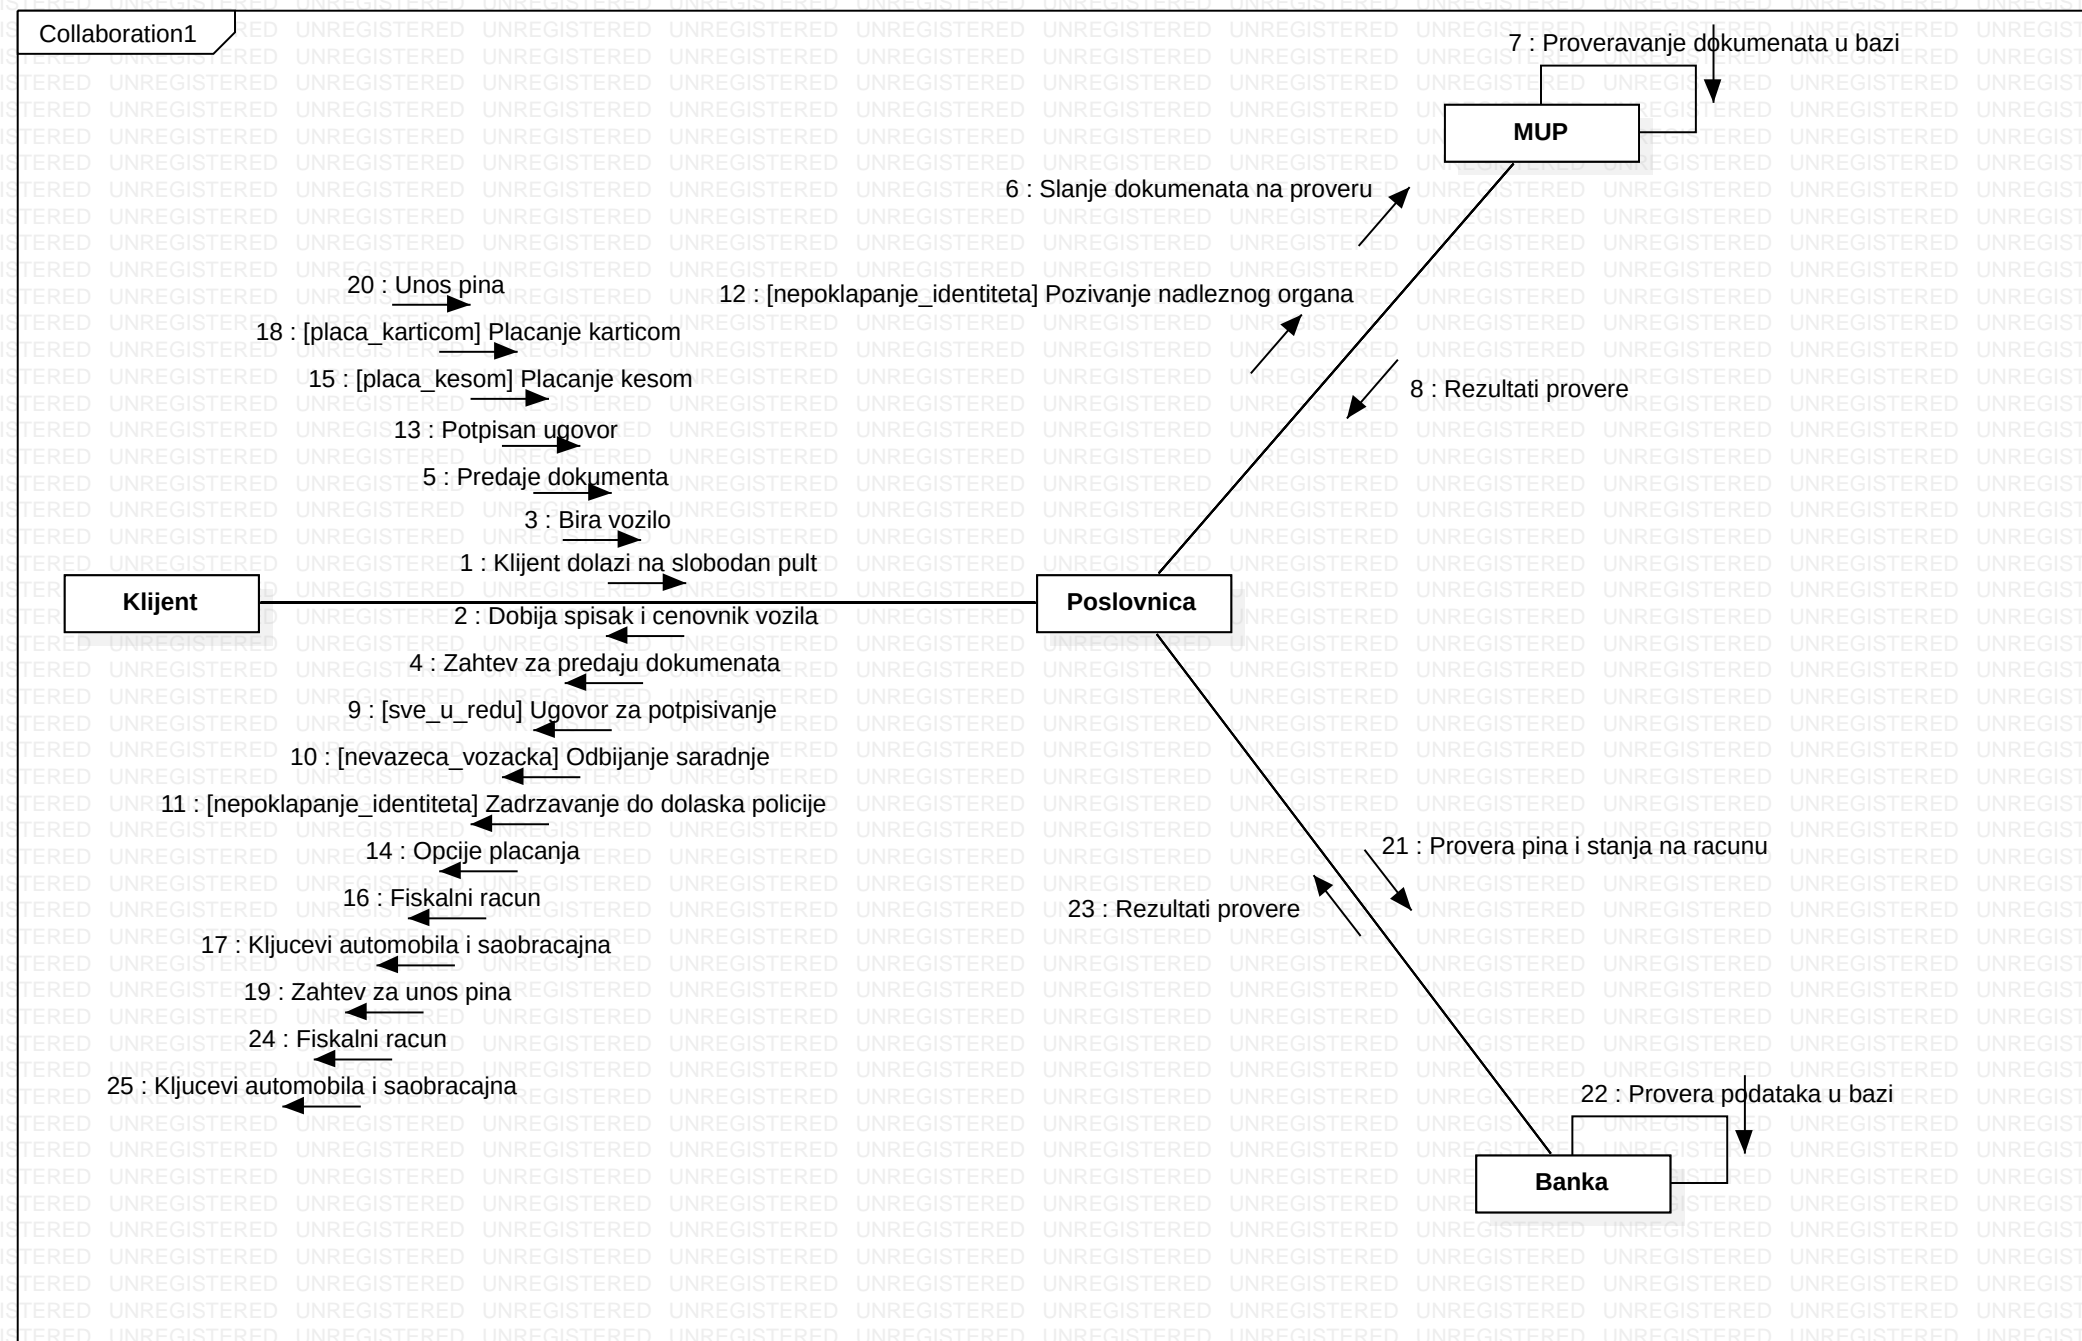 Collaboration1
7 : Proveravanje dokumenata u bazi
MUP
6 : Slanje dokumenata na proveru
20 : Unos pina
12 : [nepoklapanje_identiteta] Pozivanje nadleznog organa
18 : [placa_karticom] Placanje karticom
15 : [placa_kesom] Placanje kesom
8 : Rezultati provere
13 : Potpisan ugovor
5 : Predaje dokumenta
3 : Bira vozilo
1 : Klijent dolazi na slobodan pult
Klijent
Poslovnica
2 : Dobija spisak i cenovnik vozila
4 : Zahtev za predaju dokumenata
9 : [sve_u_redu] Ugovor za potpisivanje
10 : [nevazeca_vozacka] Odbijanje saradnje
11 : [nepoklapanje_identiteta] Zadrzavanje do dolaska policije
14 : Opcije placanja
21 : Provera pina i stanja na racunu
16 : Fiskalni racun
23 : Rezultati provere
17 : Kljucevi automobila i saobracajna
19 : Zahtev za unos pina
24 : Fiskalni racun
25 : Kljucevi automobila i saobracajna
22 : Provera podataka u bazi
Banka
UNREGISTERED